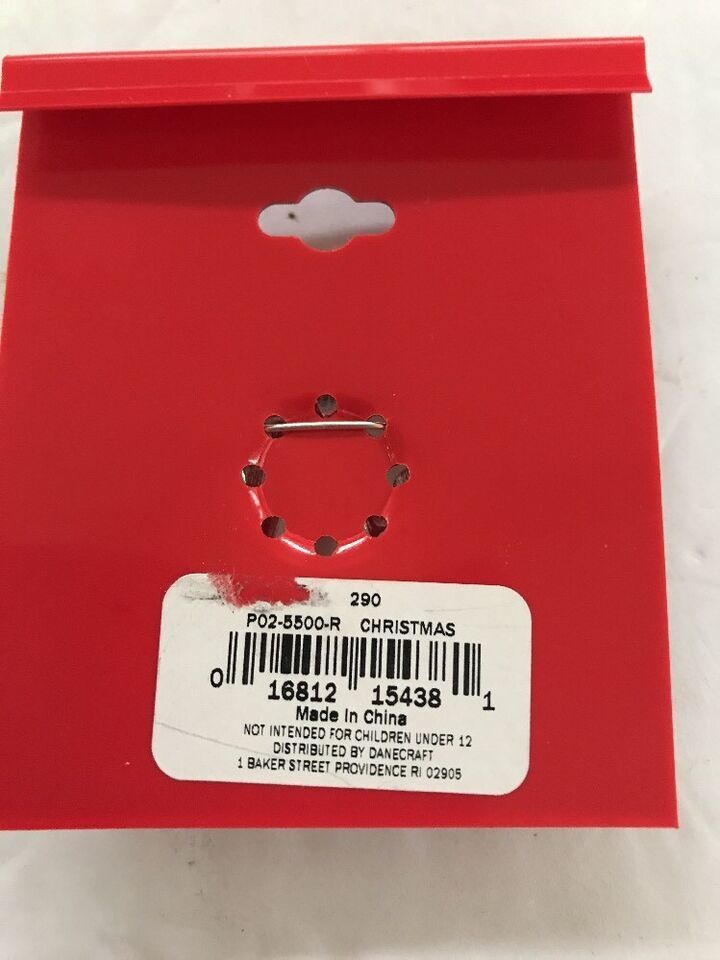 290
P02-5500-R CHRISTMAS
0 16812 15438 1
Made In China
NOT INTENDED FOR CHILDREN UNDER 12
DISTRIBUTED BY DANECRAFT
1 BAKER STREET PROVIDENCE RI 02905